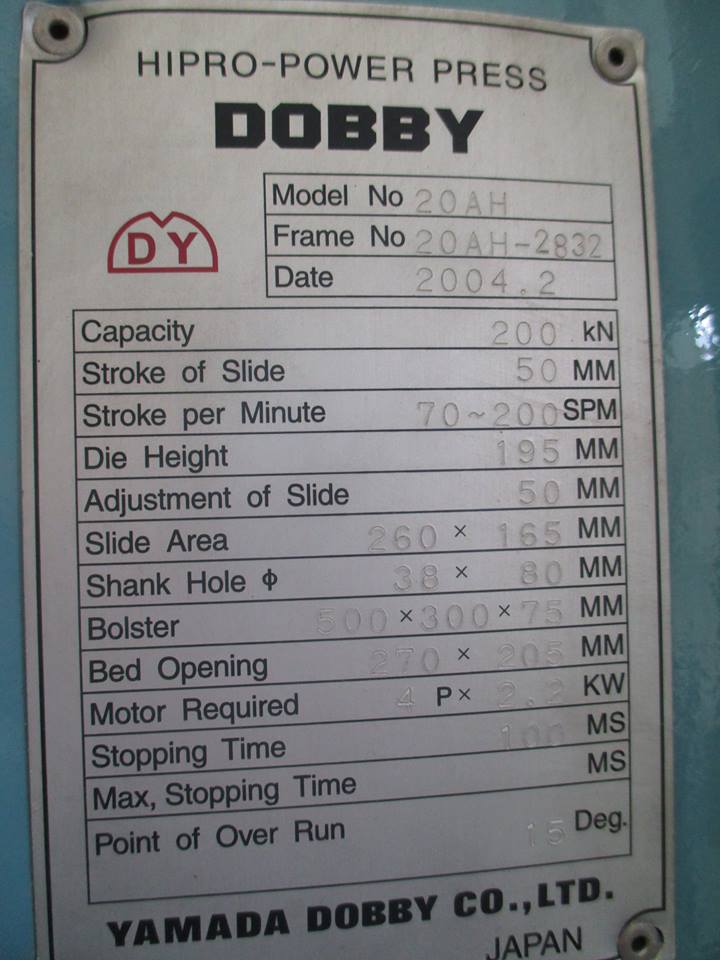 HIPRO-POWER PRESS
DOBBY
DY
Model No 20AH
Frame No 20AH-2832
Date 2004.2
Capacity 200 kN
Stroke of Slide 50 MM
Stroke per Minute 70~200 SPM
Die Height 195 MM
Adjustment of Slide 50 MM
Slide Area 260 × 165 MM
Shank Hole ϕ 38 × 80 MM
Bolster 500 × 300 × 75 MM
Bed Opening 270 × 205 MM
Motor Required 4 P× 2.2 KW
Stopping Time 100 MS
Max, Stopping Time MS
Point of Over Run 15 Deg.
YAMADA DOBBY CO.,LTD.
JAPAN